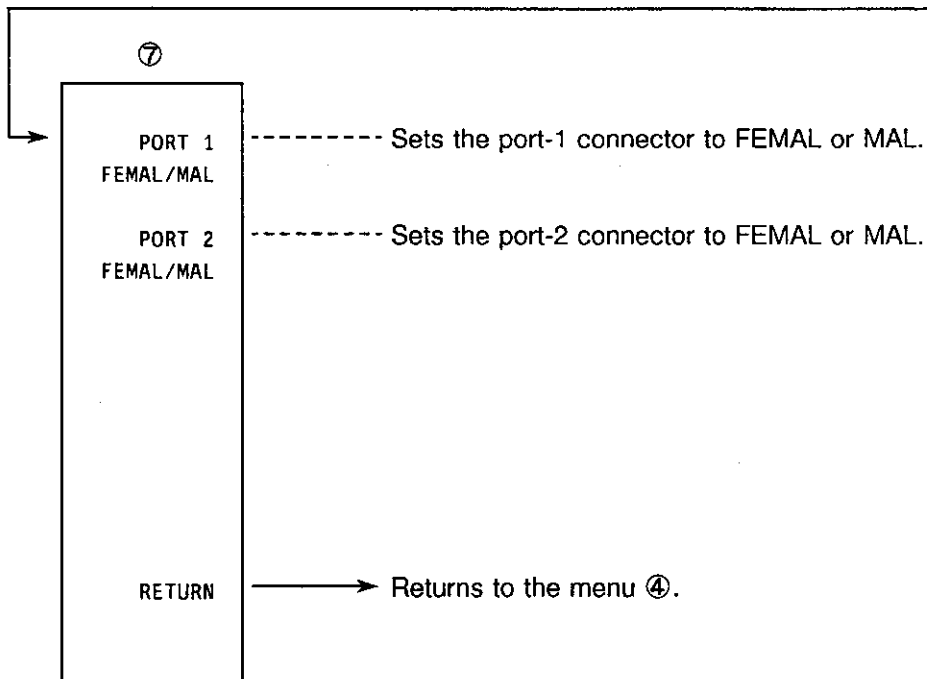 ⑦
PORT 1 Sets the port-1 connector to FEMAL or MAL.
FEMAL/MAL
PORT 2 Sets the port-2 connector to FEMAL or MAL.
FEMAL/MAL
RETURN Returns to the menu ④.